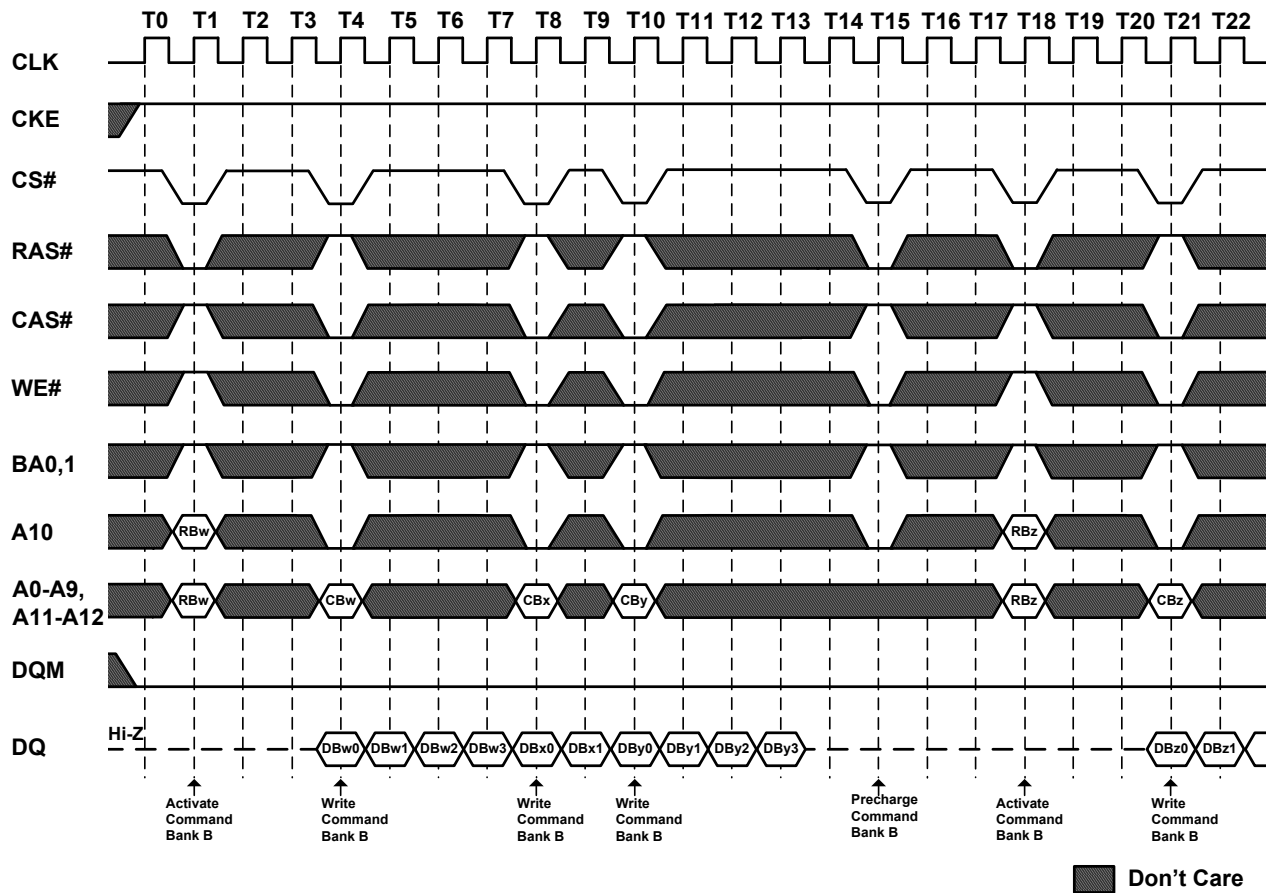 T0 T1 T2 T3 T4 T5 T6 T7 T8 T9 T10 T11 T12 T13 T14 T15 T16 T17 T18 T19 T20 T21 T22
CLK
CKE
CS#
RAS#
CAS#
WE#
BA0,1
A10 RBw RBz
A0-A9,
A11-A12 RBw CBw CBx CBy RBz CBz
DQM
DQ Hi-Z DBw0 DBw1 DBw2 DBw3 DBx0 DBx1 DBy0 DBy1 DBy2 DBy3 DBz0 DBz1
Activate
Command
Bank B
Write
Command
Bank B
Write
Command
Bank B
Write
Command
Bank B
Precharge
Command
Bank B
Activate
Command
Bank B
Write
Command
Bank B
Don't Care